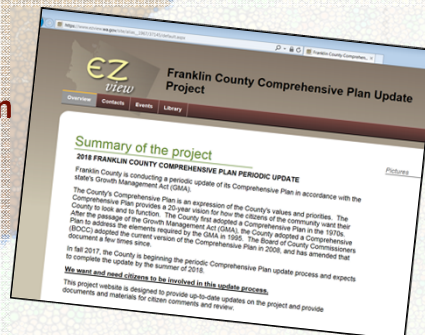 n
Franklin County Comprehen...
EZ
view
Franklin County Comprehensive Plan Update
Project
Overview Contacts Events Library
Summary of the project
Pictures
2018 FRANKLIN COUNTY COMPREHENSIVE PLAN PERIODIC UPDATE
Franklin County is conducting a periodic update of its Comprehensive Plan in accordance with the
state's Growth Management Act (GMA).
The County's Comprehensive Plan is an expression of the County's values and priorities. The
Comprehensive Plan provides a 20-year vision for how the citizens of the community want their
County to look and to function. The County first adopted a Comprehensive Plan in the 1970s.
After the passage of the Growth Management Act (GMA), the County adopted a Comprehensive
Plan to address the elements required by the GMA in 1995. The Board of County Commissioners
(BOCC) adopted the current version of the Comprehensive Plan in 2008, and has amended that
document a few times since.
In fall 2017, the County is beginning the periodic Comprehensive Plan update process and expects
to complete the update by the summer of 2018.
We want and need citizens to be involved in this update process.
This project website is designed to provide up-to-date updates on the project and provide
documents and materials for citizen comments and review.